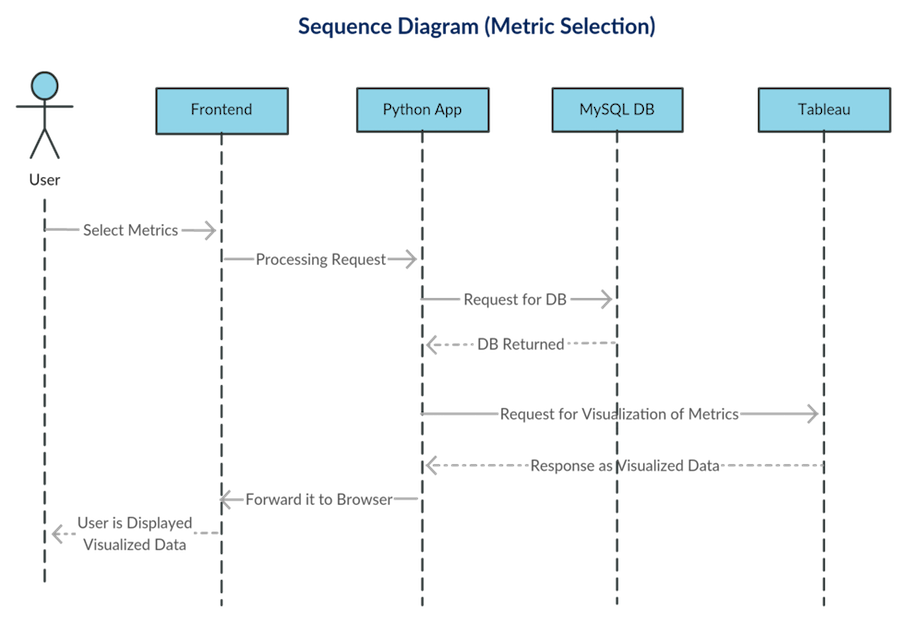 Sequence Diagram (Metric Selection)
Frontend
Python App
MySQL DB
Tableau
User
Select Metrics
Processing Request
Request for DB
DB Returned
Request for Visualization of Metrics
Response as Visualized Data
Forward it to Browser
User is Displayed
Visualized Data